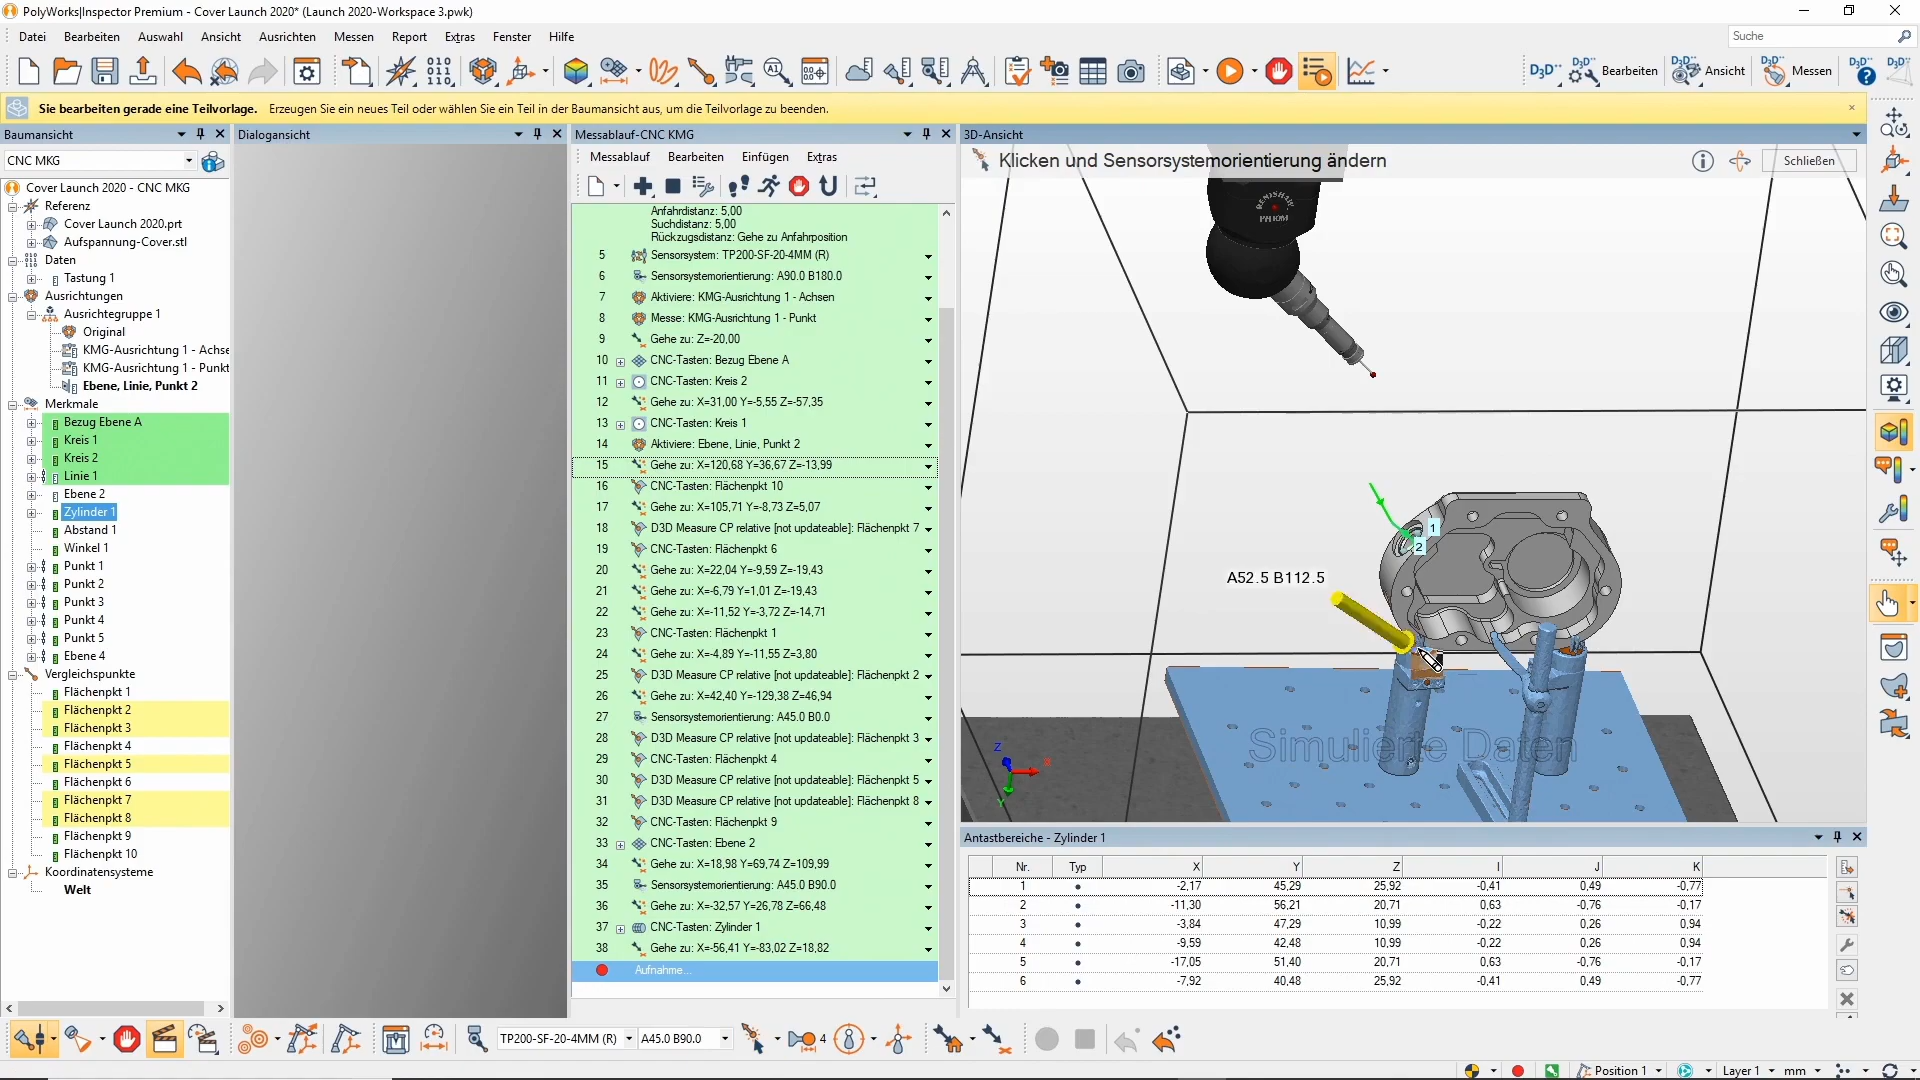 PolyWorks|Inspector Premium - Cover Launch 2020* (Launch 2020-Workspace 3.pwk)
Datei Bearbeiten Auswahl Ansicht Ausrichten Messen Report Extras Fenster Hilfe
Suche
D3D Bearbeiten D3D Ansicht D3D Messen D3D D3D
Sie bearbeiten gerade eine Teilvorlage. Erzeugen Sie ein neues Teil oder wählen Sie ein Teil in der Baumansicht aus, um die Teilvorlage zu beenden.
Baumansicht
CNC MKG
Cover Launch 2020 - CNC MKG
Referenz
Cover Launch 2020.prt
Aufspannung-Cover.stl
Daten
Tastung 1
Ausrichtungen
Ausrichtegruppe 1
Original
KMG-Ausrichtung 1 - Achse
KMG-Ausrichtung 1 - Punkt
Ebene, Linie, Punkt 2
Merkmale
Bezug Ebene A
Kreis 1
Kreis 2
Linie 1
Ebene 2
Zylinder 1
Abstand 1
Winkel 1
Punkt 1
Punkt 2
Punkt 3
Punkt 4
Punkt 5
Ebene 4
Vergleichspunkte
Flächenpkt 1
Flächenpkt 2
Flächenpkt 3
Flächenpkt 4
Flächenpkt 5
Flächenpkt 6
Flächenpkt 7
Flächenpkt 8
Flächenpkt 9
Flächenpkt 10
Koordinatensysteme
Welt
Dialogansicht
Messablauf-CNC KMG
Messablauf Bearbeiten Einfügen Extras
Anfahrdistanz: 5,00
Suchdistanz: 5,00
Rückzugsdistanz: Gehe zu Anfahrposition
5 Sensorsystem: TP200-SF-20-4MM (R)
6 Sensorsystemorientierung: A90.0 B180.0
7 Aktiviere: KMG-Ausrichtung 1 - Achsen
8 Messe: KMG-Ausrichtung 1 - Punkt
9 Gehe zu: Z=-20,00
10 CNC-Tasten: Bezug Ebene A
11 CNC-Tasten: Kreis 2
12 Gehe zu: X=31,00 Y=-5,55 Z=-57,35
13 CNC-Tasten: Kreis 1
14 Aktiviere: Ebene, Linie, Punkt 2
15 Gehe zu: X=120,68 Y=36,67 Z=-13,99
16 CNC-Tasten: Flächenpkt 10
17 Gehe zu: X=105,71 Y=-8,73 Z=5,07
18 D3D Measure CP relative [not updateable]: Flächenpkt 7
19 CNC-Tasten: Flächenpkt 6
20 Gehe zu: X=22,04 Y=-9,59 Z=-19,43
21 Gehe zu: X=-6,79 Y=1,01 Z=-19,43
22 Gehe zu: X=-11,52 Y=-3,72 Z=-14,71
23 CNC-Tasten: Flächenpkt 1
24 Gehe zu: X=-4,89 Y=-11,55 Z=3,80
25 D3D Measure CP relative [not updateable]: Flächenpkt 2
26 Gehe zu: X=42,40 Y=-129,38 Z=46,94
27 Sensorsystemorientierung: A45.0 B0.0
28 D3D Measure CP relative [not updateable]: Flächenpkt 3
29 CNC-Tasten: Flächenpkt 4
30 D3D Measure CP relative [not updateable]: Flächenpkt 5
31 D3D Measure CP relative [not updateable]: Flächenpkt 8
32 CNC-Tasten: Flächenpkt 9
33 CNC-Tasten: Ebene 2
34 Gehe zu: X=18,98 Y=69,74 Z=109,99
35 Sensorsystemorientierung: A45.0 B90.0
36 Gehe zu: X=-32,57 Y=26,78 Z=66,48
37 CNC-Tasten: Zylinder 1
38 Gehe zu: X=-56,41 Y=-83,02 Z=18,82
Aufnahme...
3D-Ansicht
Klicken und Sensorsystemorientierung ändern
Schließen
RENISHAW
PH10M
1
2
A52.5 B112.5
Simulierte Daten
Z
X
Y
Antastbereiche - Zylinder 1
Nr. Typ X Y Z I J K
1 -2,17 45,29 25,92 -0,41 0,49 -0,77
2 -11,30 56,21 20,71 0,63 -0,76 -0,17
3 -3,84 47,29 10,99 -0,22 0,26 0,94
4 -9,59 42,48 10,99 -0,22 0,26 0,94
5 -17,05 51,40 20,71 0,63 -0,76 -0,17
6 -7,92 40,48 25,92 -0,41 0,49 -0,77
TP200-SF-20-4MM (R) A45.0 B90.0 4
Position 1 Layer 1 mm